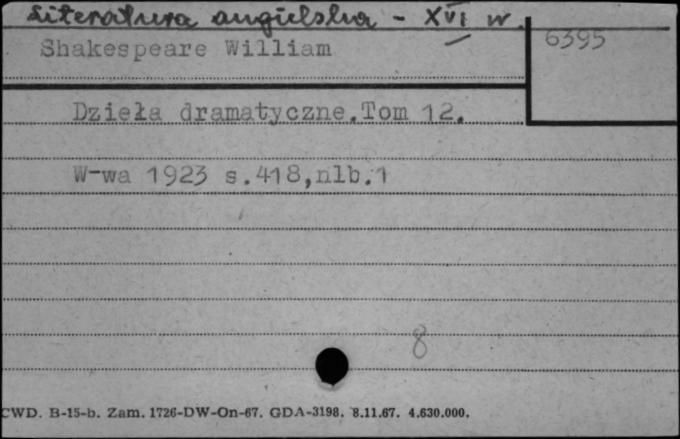 Literatura angielska - XVI w.
6395
Shakespeare William
Dzieła dramatyczne.Tom 12.
W-wa 1923 s.418,nlb.1
8
CWD. B-15-b. Zam. 1726-DW-On-67. GDA-3198. 8.11.67. 4.630.000.